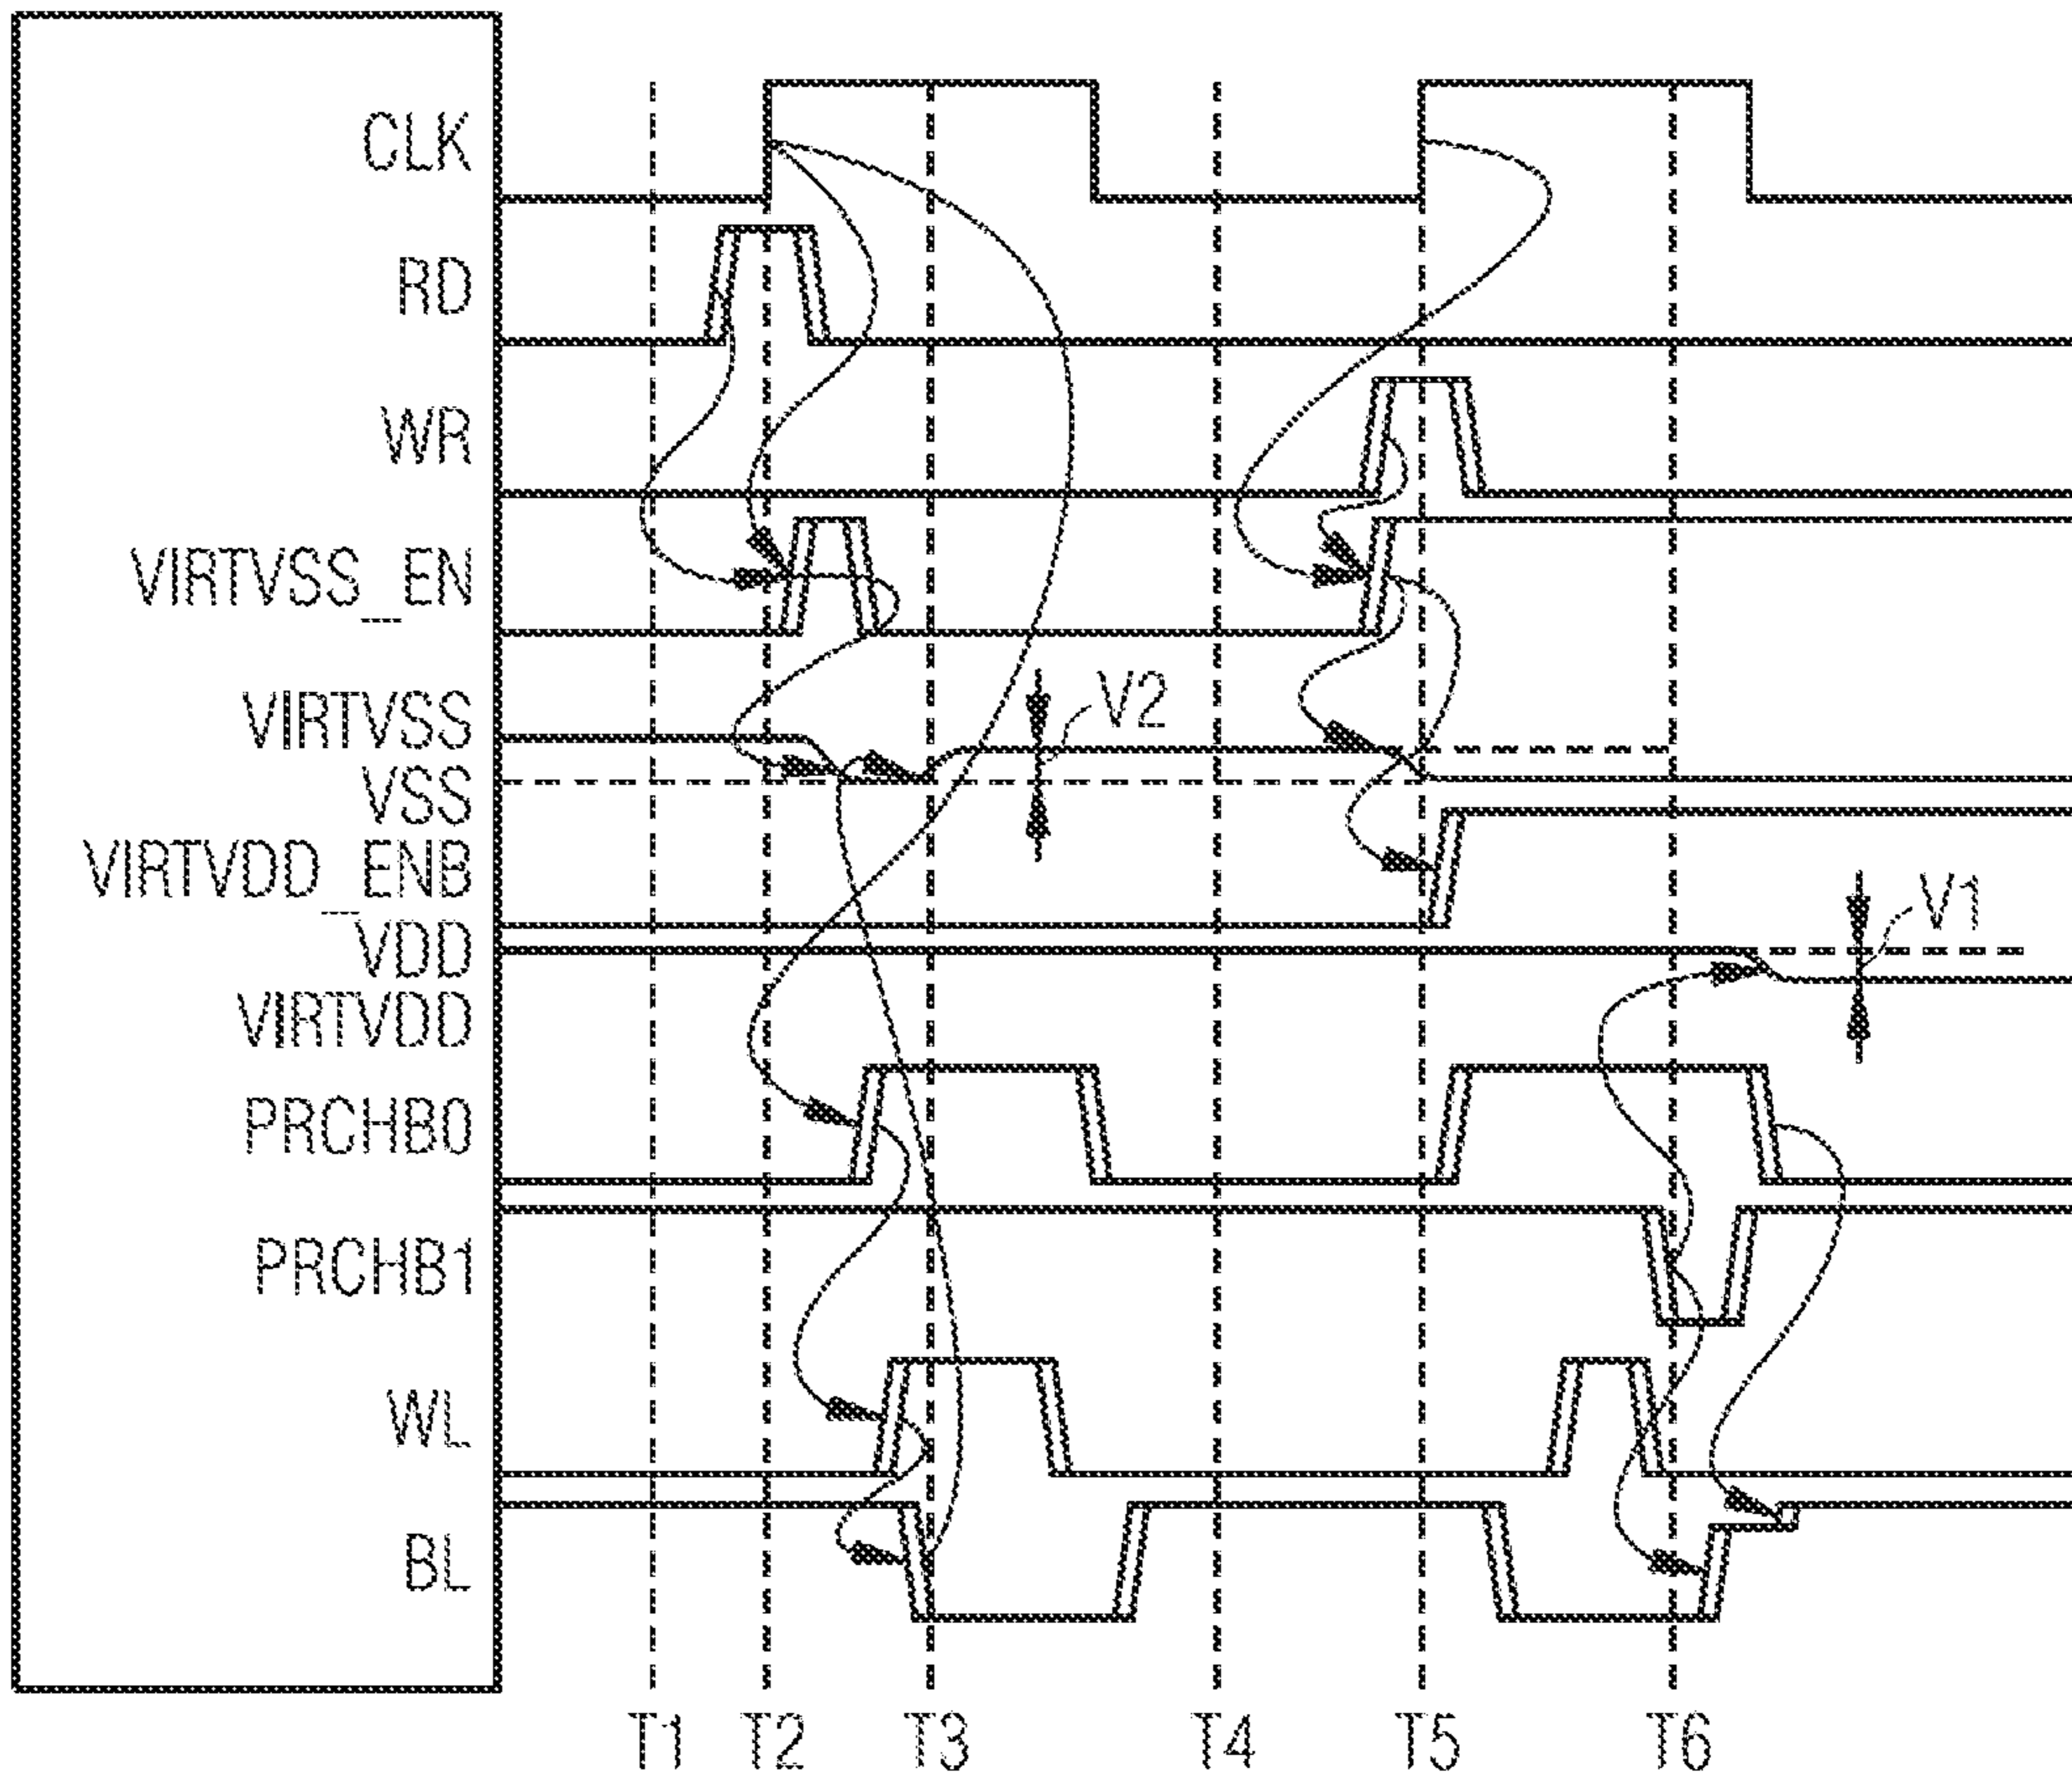 CLK
RD
WR
VIRTVSS_EN
VIRTVSS
V2
VSS
VIRTVDD_ENB
V1
VDD
VIRTVDD
PRCHB0
PRCHB1
WL
BL
T1 T2 T3 T4 T5 T6